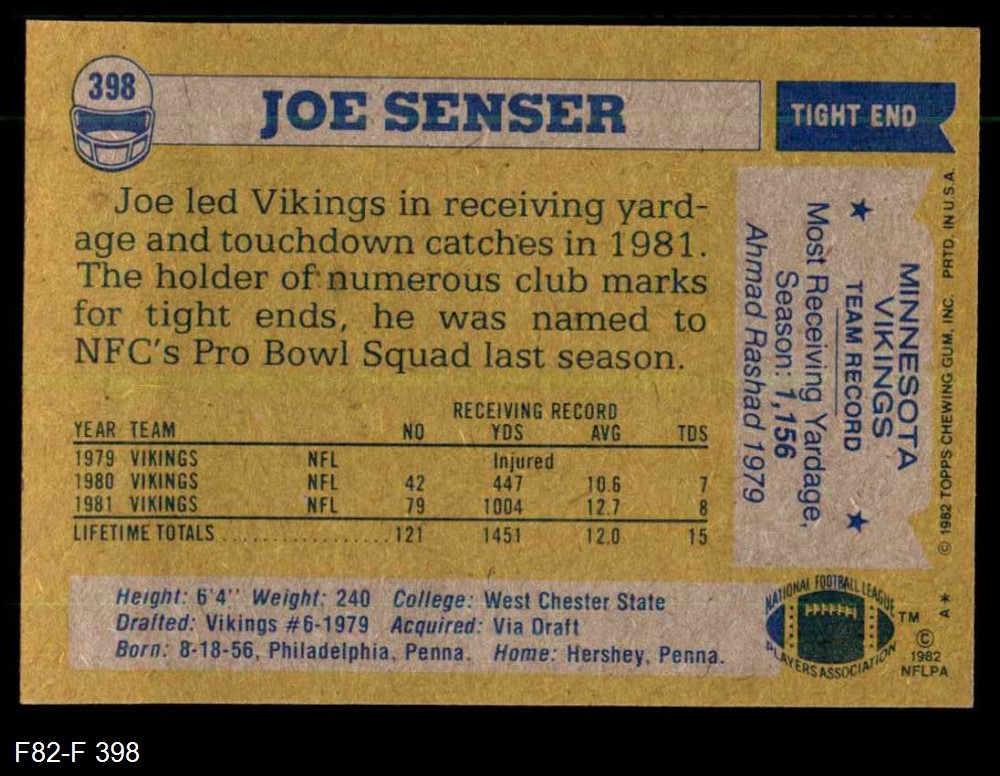 398
JOE SENSER
TIGHT END
Joe led Vikings in receiving yard-
age and touchdown catches in 1981.
The holder of numerous club marks
for tight ends, he was named to
NFC's Pro Bowl Squad last season.
RECEIVING RECORD
YEAR TEAM NO YDS AVG TDS
1979 VIKINGS NFL Injured
1980 VIKINGS NFL 42 447 10.6 7
1981 VIKINGS NFL 79 1004 12.7 8
LIFETIME TOTALS ................ 121 1451 12.0 15
Height: 6'4" Weight: 240 College: West Chester State
Drafted: Vikings #6-1979 Acquired: Via Draft
Born: 8-18-56, Philadelphia, Penna. Home: Hershey, Penna.
MINNESOTA
VIKINGS
★ TEAM RECORD ★
Most Receiving Yardage,
Season: 1,156
Ahmad Rashad 1979
© 1982 TOPPS CHEWING GUM, INC. PRTD. IN U.S.A.
A*
NATIONAL FOOTBALL LEAGUE
PLAYERS ASSOCIATION
TM
©
1982
NFLPA
F82-F 398